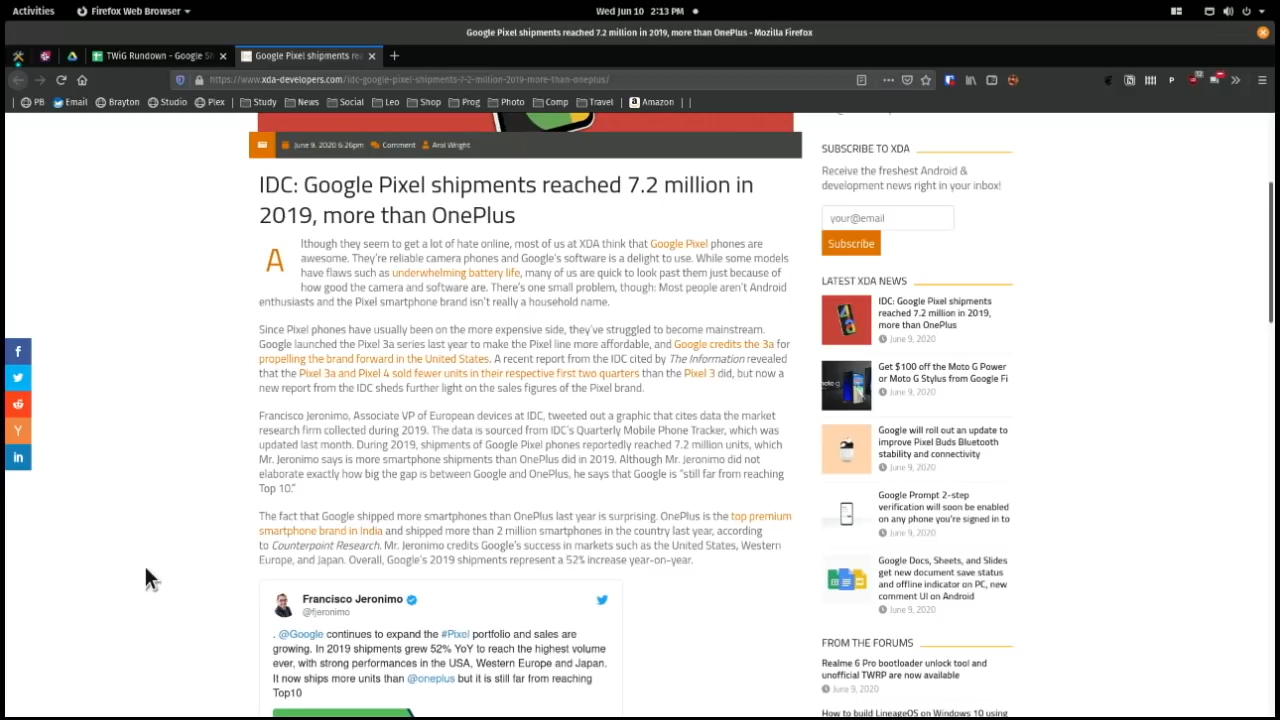 Activities
Firefox Web Browser
Wed Jun 10 2:13 PM
Google Pixel shipments reached 7.2 million in 2019, more than OnePlus - Mozilla Firefox
TWiG Rundown - Google Sh
Google Pixel shipments re
https://www.xda-developers.com/idc-google-pixel-shipments-7-2-million-2019-more-than-oneplus/
PB Email Brayton Studio Plex Study News Social Leo Shop Prog Photo Comp Travel Amazon
June 9, 2020 6:26pm Comment Arol Wright
IDC: Google Pixel shipments reached 7.2 million in
2019, more than OnePlus
Although they seem to get a lot of hate online, most of us at XDA think that Google Pixel phones are
awesome. They're reliable camera phones and Google's software is a delight to use. While some models
have flaws such as underwhelming battery life, many of us are quick to look past them just because of
how good the camera and software are. There's one small problem, though: Most people aren't Android
enthusiasts and the Pixel smartphone brand isn't really a household name.
Since Pixel phones have usually been on the more expensive side, they've struggled to become mainstream.
Google launched the Pixel 3a series last year to make the Pixel line more affordable, and Google credits the 3a for
propelling the brand forward in the United States. A recent report from the IDC cited by The Information revealed
that the Pixel 3a and Pixel 4 sold fewer units in their respective first two quarters than the Pixel 3 did, but now a
new report from the IDC sheds further light on the sales figures of the Pixel brand.
Francisco Jeronimo, Associate VP of European devices at IDC, tweeted out a graphic that cites data the market
research firm collected during 2019. The data is sourced from IDC's Quarterly Mobile Phone Tracker, which was
updated last month. During 2019, shipments of Google Pixel phones reportedly reached 7.2 million units, which
Mr. Jeronimo says is more smartphone shipments than OnePlus did in 2019. Although Mr. Jeronimo did not
elaborate exactly how big the gap is between Google and OnePlus, he says that Google is "still far from reaching
Top 10."
The fact that Google shipped more smartphones than OnePlus last year is surprising. OnePlus is the top premium
smartphone brand in India and shipped more than 2 million smartphones in the country last year, according
to Counterpoint Research. Mr. Jeronimo credits Google's success in markets such as the United States, Western
Europe, and Japan. Overall, Google's 2019 shipments represent a 52% increase year-on-year.
Francisco Jeronimo
@fjeronimo
. @Google continues to expand the #Pixel portfolio and sales are
growing. In 2019 shipments grew 52% YoY to reach the highest volume
ever, with strong performances in the USA, Western Europe and Japan.
It now ships more units than @oneplus but it is still far from reaching
Top10
SUBSCRIBE TO XDA
Receive the freshest Android &
development news right in your inbox!
your@email
Subscribe
LATEST XDA NEWS
IDC: Google Pixel shipments
reached 7.2 million in 2019,
more than OnePlus
June 9, 2020
Get $100 off the Moto G Power
or Moto G Stylus from Google Fi
June 9, 2020
Google will roll out an update to
improve Pixel Buds Bluetooth
stability and connectivity
June 9, 2020
Google Prompt 2-step
verification will soon be enabled
on any phone you're signed in to
June 9, 2020
Google Docs, Sheets, and Slides
get new document save status
and offline indicator on PC, new
comment UI on Android
June 9, 2020
FROM THE FORUMS
Realme 6 Pro bootloader unlock tool and
unofficial TWRP are now available
June 9, 2020
How to build LineageOS on Windows 10 using